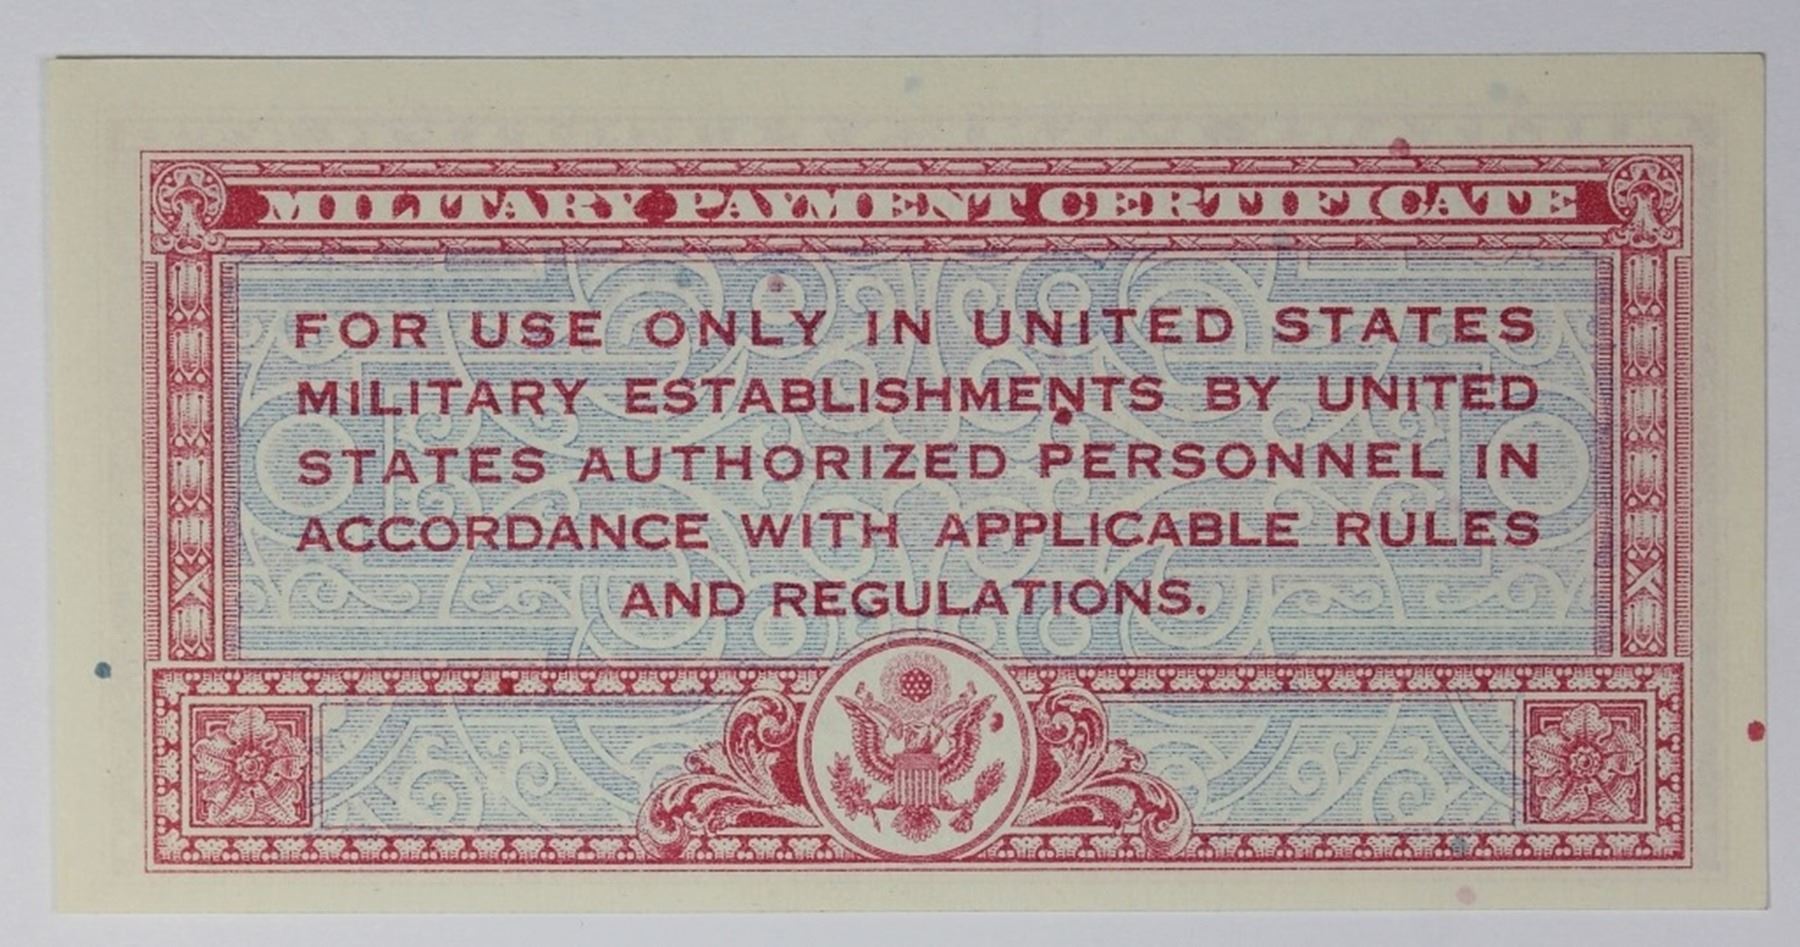 MILITARY PAYMENT CERTIFICATE
FOR USE ONLY IN UNITED STATES
MILITARY ESTABLISHMENTS BY UNITED
STATES AUTHORIZED PERSONNEL IN
ACCORDANCE WITH APPLICABLE RULES
AND REGULATIONS.